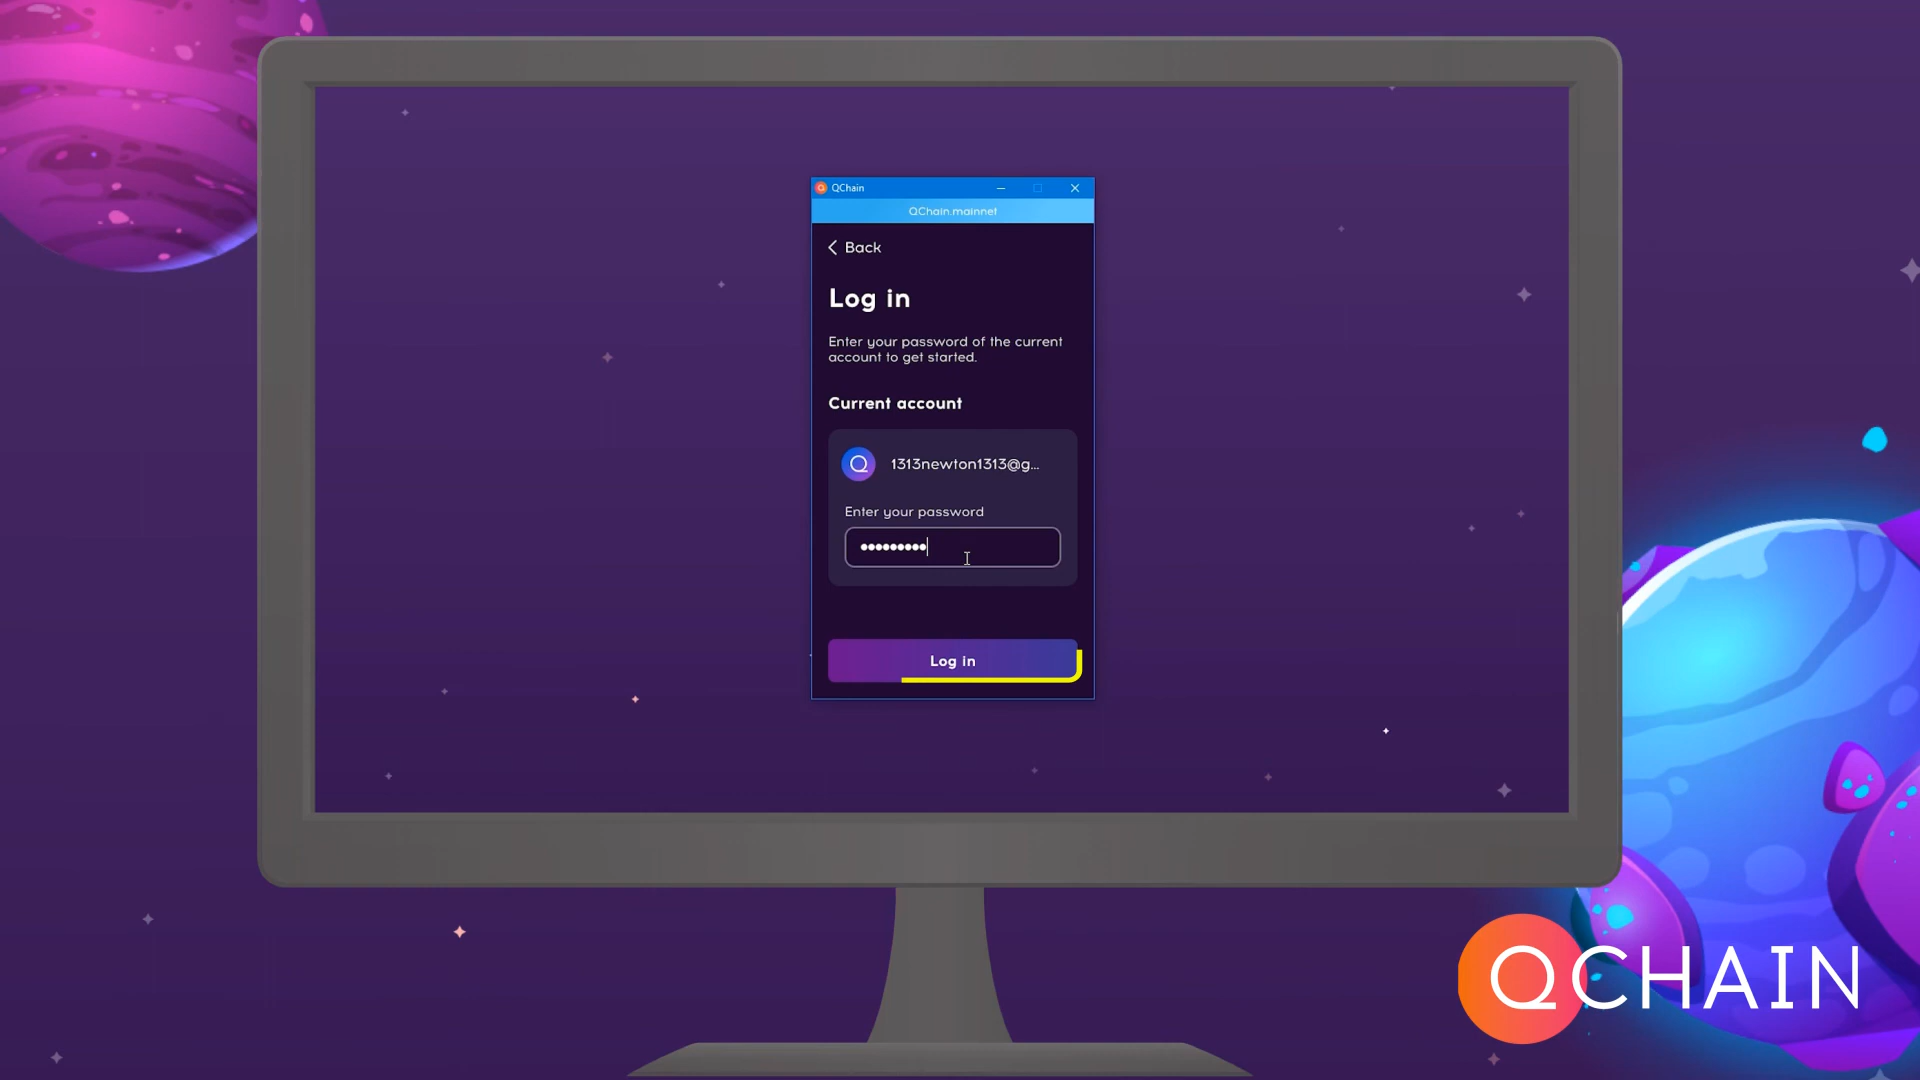 QChain
QChain.mainnet
Back
Log in
Enter your password of the current
account to get started.
Current account
1313newton1313@g...
Enter your password
Log in
QCHAIN